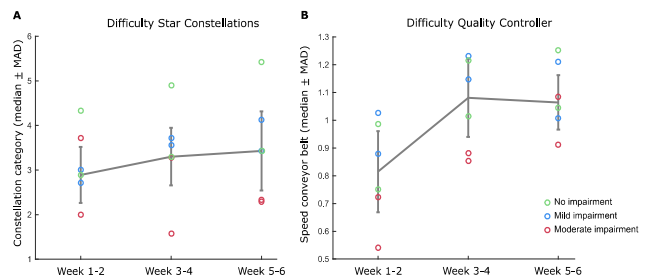 A
Difficulty Star Constellations
Constellation category (median ± MAD)
6
5
4
3
2
1
Week 1-2
Week 3-4
Week 5-6
B
Difficulty Quality Controller
Speed conveyor belt (median ± MAD)
1.3
1.2
1.1
1
0.9
0.8
0.7
0.6
0.5
No impairment
Mild impairment
Moderate impairment
Week 1-2
Week 3-4
Week 5-6